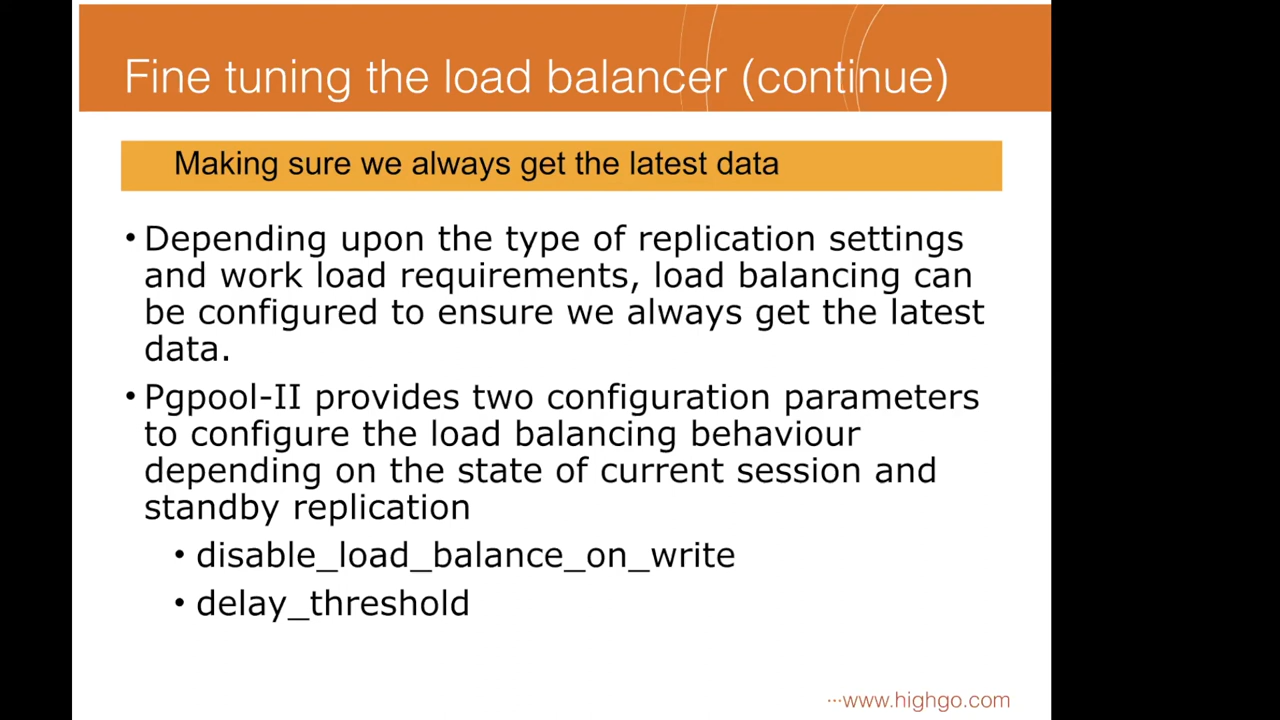 Fine tuning the load balancer (continue)
Making sure we always get the latest data
• Depending upon the type of replication settings
and work load requirements, load balancing can
be configured to ensure we always get the latest
data.
• Pgpool-II provides two configuration parameters
to configure the load balancing behaviour
depending on the state of current session and
standby replication
• disable_load_balance_on_write
• delay_threshold
···www.highgo.com